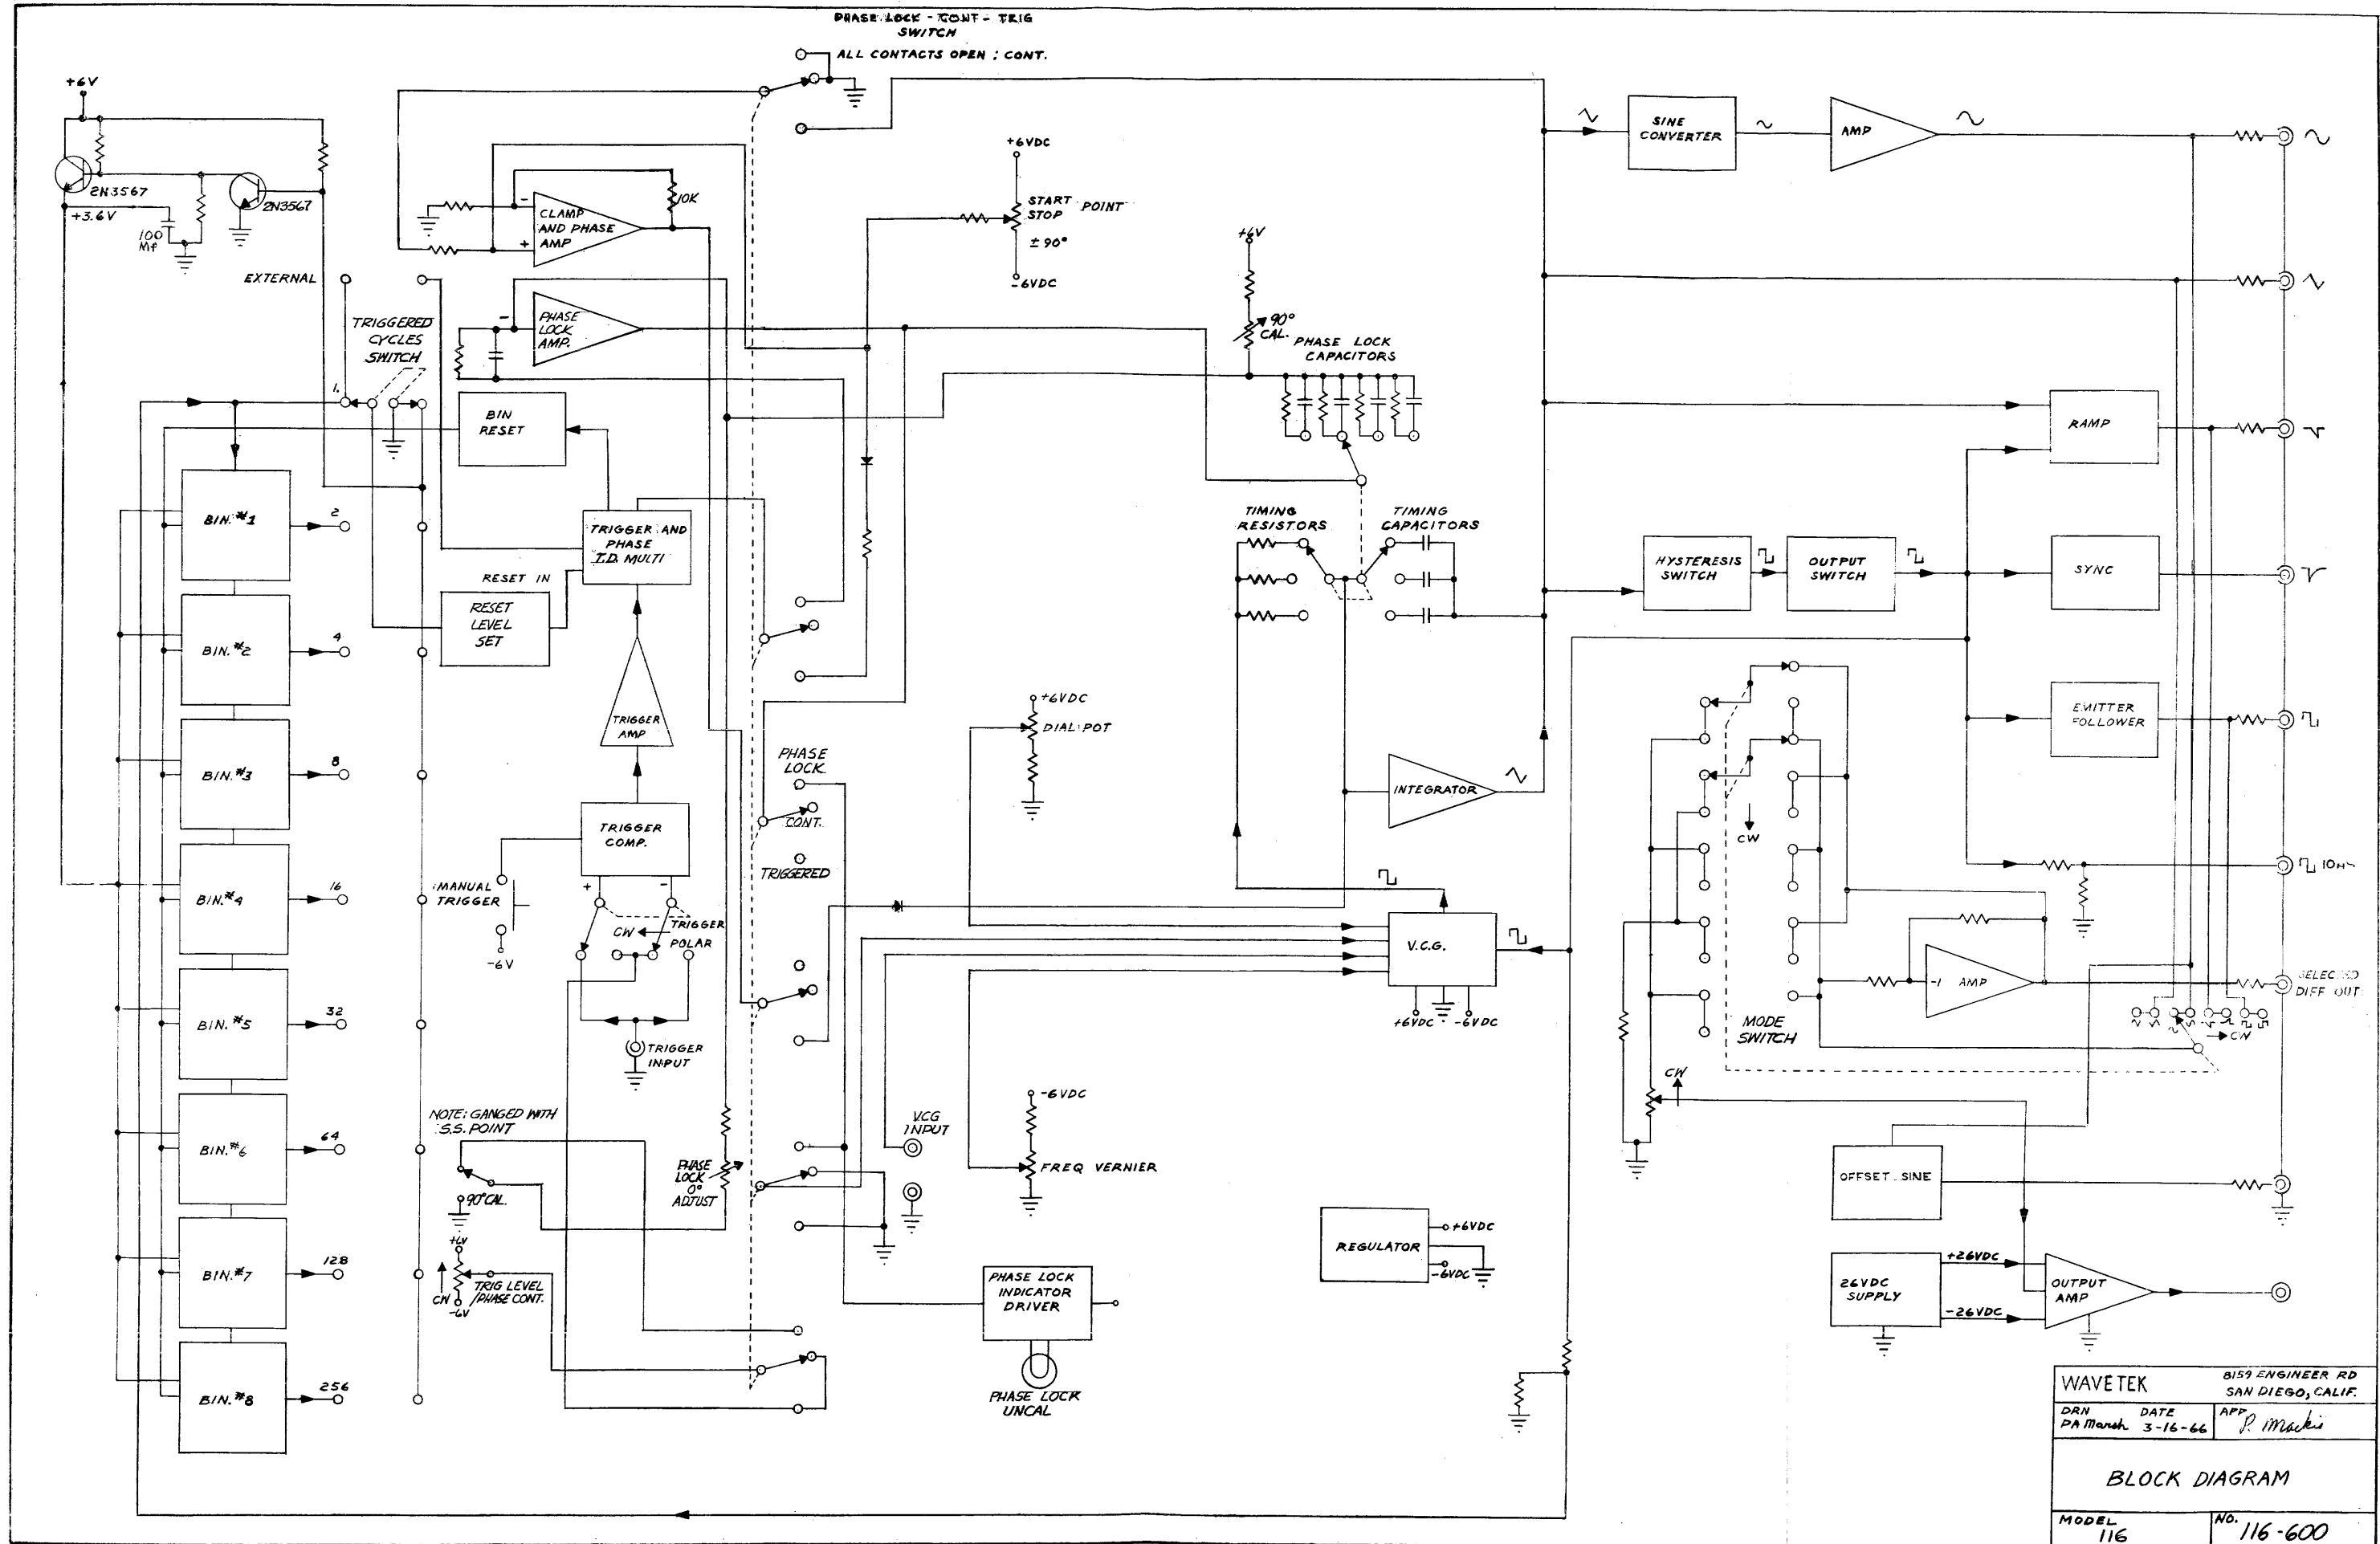 PHASE LOCK - CONT - TRIG
SWITCH
ALL CONTACTS OPEN ; CONT.
+6V
2N3567
2N3567
+3.6V
100
Mf
EXTERNAL
TRIGGERED
CYCLES
SWITCH
1.
CLAMP
AND PHASE
AMP
-
+
10K
PHASE
LOCK
AMP.
-
+6VDC
START
STOP
POINT
± 90°
-6VDC
+6V
90°
CAL.
PHASE LOCK
CAPACITORS
SINE
CONVERTER
AMP
BIN
RESET
RAMP
BIN. #1
2
TRIGGER AND
PHASE
I.D. MULTI
RESET IN
RESET
LEVEL
SET
TIMING
RESISTORS
TIMING
CAPACITORS
HYSTERESIS
SWITCH
OUTPUT
SWITCH
SYNC
BIN. #2
4
TRIGGER
AMP
+6VDC
DIAL POT
EMITTER
FOLLOWER
BIN. #3
8
PHASE
LOCK
CONT.
TRIGGERED
INTEGRATOR
TRIGGER
COMP.
+
-
CW
BIN. #4
16
MANUAL
TRIGGER
-6V
CW
TRIGGER
POLAR
V.C.G.
+6VDC
-6VDC
-1 AMP
SELECTED
DIFF OUT
CW
MODE
SWITCH
BIN. #5
32
TRIGGER
INPUT
CW
NOTE: GANGED WITH
S.S. POINT
BIN. #6
64
90° CAL.
PHASE
LOCK
0°
ADJUST
VCG
INPUT
-6VDC
FREQ VERNIER
OFFSET SINE
BIN. #7
128
+6V
CW
-6V
TRIG LEVEL
/PHASE CONT.
PHASE LOCK
INDICATOR
DRIVER
PHASE LOCK
UNCAL
REGULATOR
+6VDC
-6VDC
26VDC
SUPPLY
+26VDC
-26VDC
OUTPUT
AMP
BIN. #8
256
WAVETEK
8159 ENGINEER RD
SAN DIEGO, CALIF.
DRN
PA Marsh
DATE
3-16-66
APP
P. Mackie
BLOCK DIAGRAM
MODEL
116
NO.
116-600